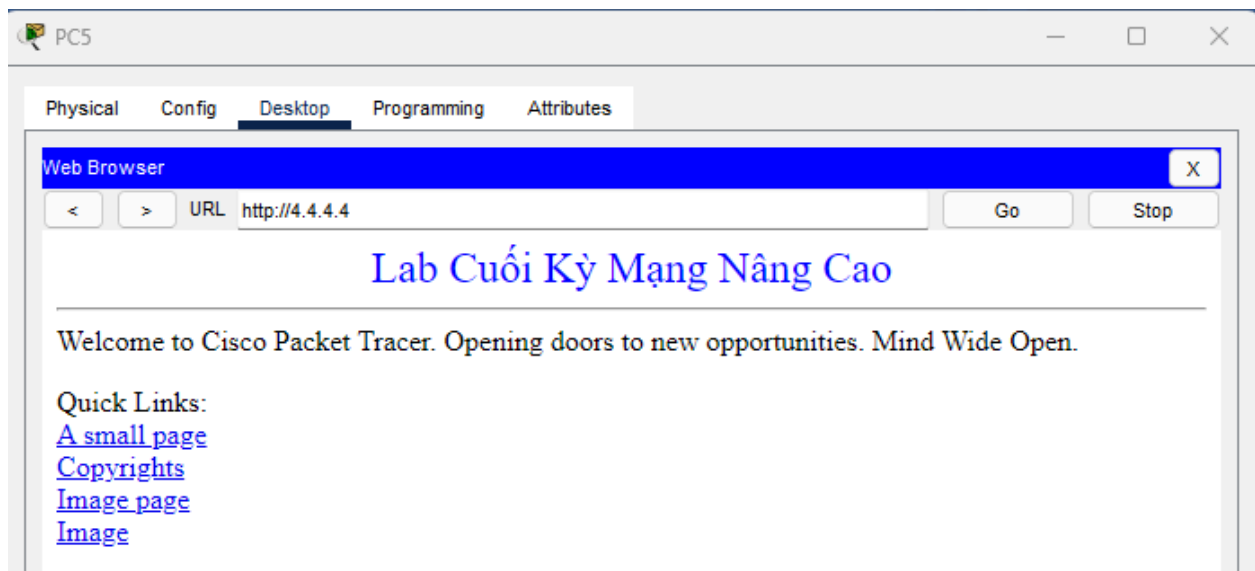 PC5
Physical Config Desktop Programming Attributes
Web Browser X
< > URL http://4.4.4.4 Go Stop
Lab Cuối Kỳ Mạng Nâng Cao
Welcome to Cisco Packet Tracer. Opening doors to new opportunities. Mind Wide Open.
Quick Links:
A small page
Copyrights
Image page
Image